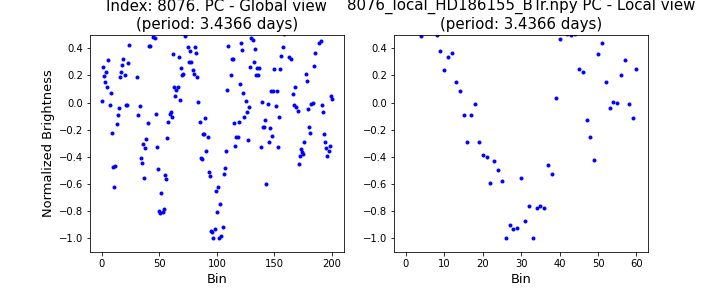 Index: 8076. PC - Global view
(period: 3.4366 days)
8076_local_HD186155_BTr.npy PC - Local view
(period: 3.4366 days)
Normalized Brightness
0.4
0.2
0.0
−0.2
−0.4
−0.6
−0.8
−1.0
0 50 100 150 200
Bin
0.4
0.2
0.0
−0.2
−0.4
−0.6
−0.8
−1.0
0 10 20 30 40 50 60
Bin